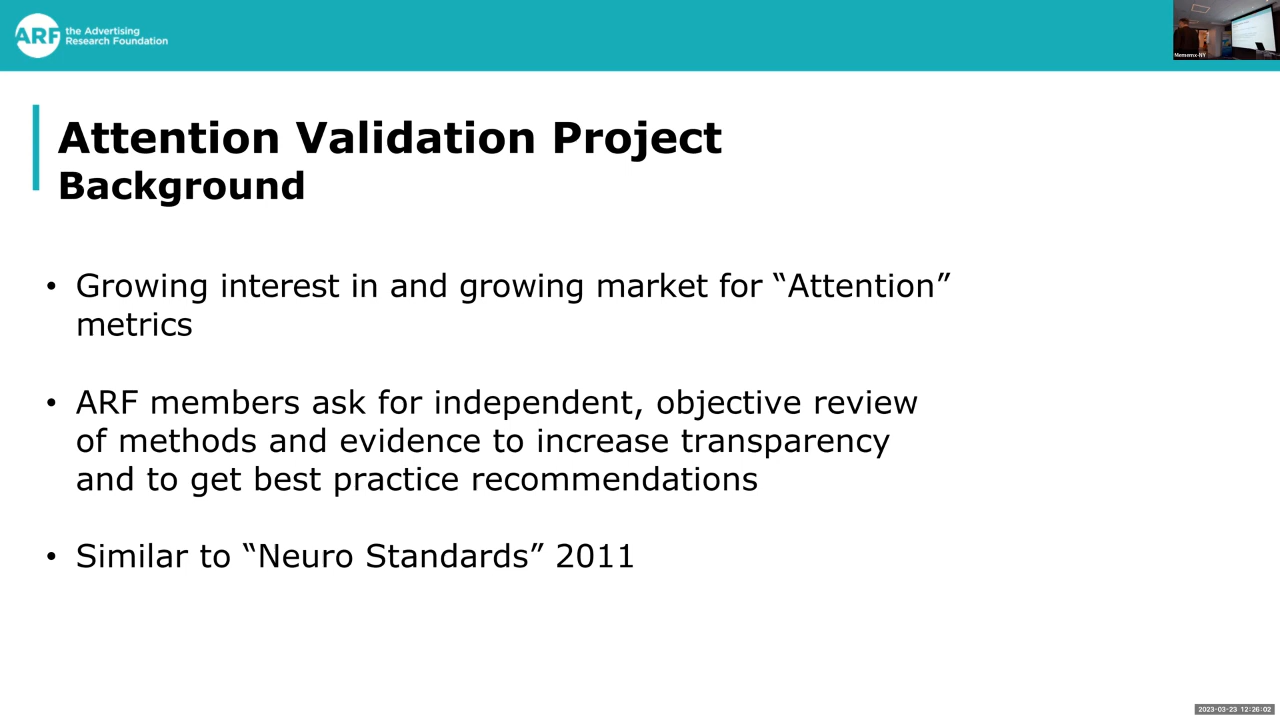 ARF the Advertising
Research Foundation
Attention Validation Project
Background
• Growing interest in and growing market for “Attention”
metrics
• ARF members ask for independent, objective review
of methods and evidence to increase transparency
and to get best practice recommendations
• Similar to “Neuro Standards” 2011
2023-03-23 12:26:02